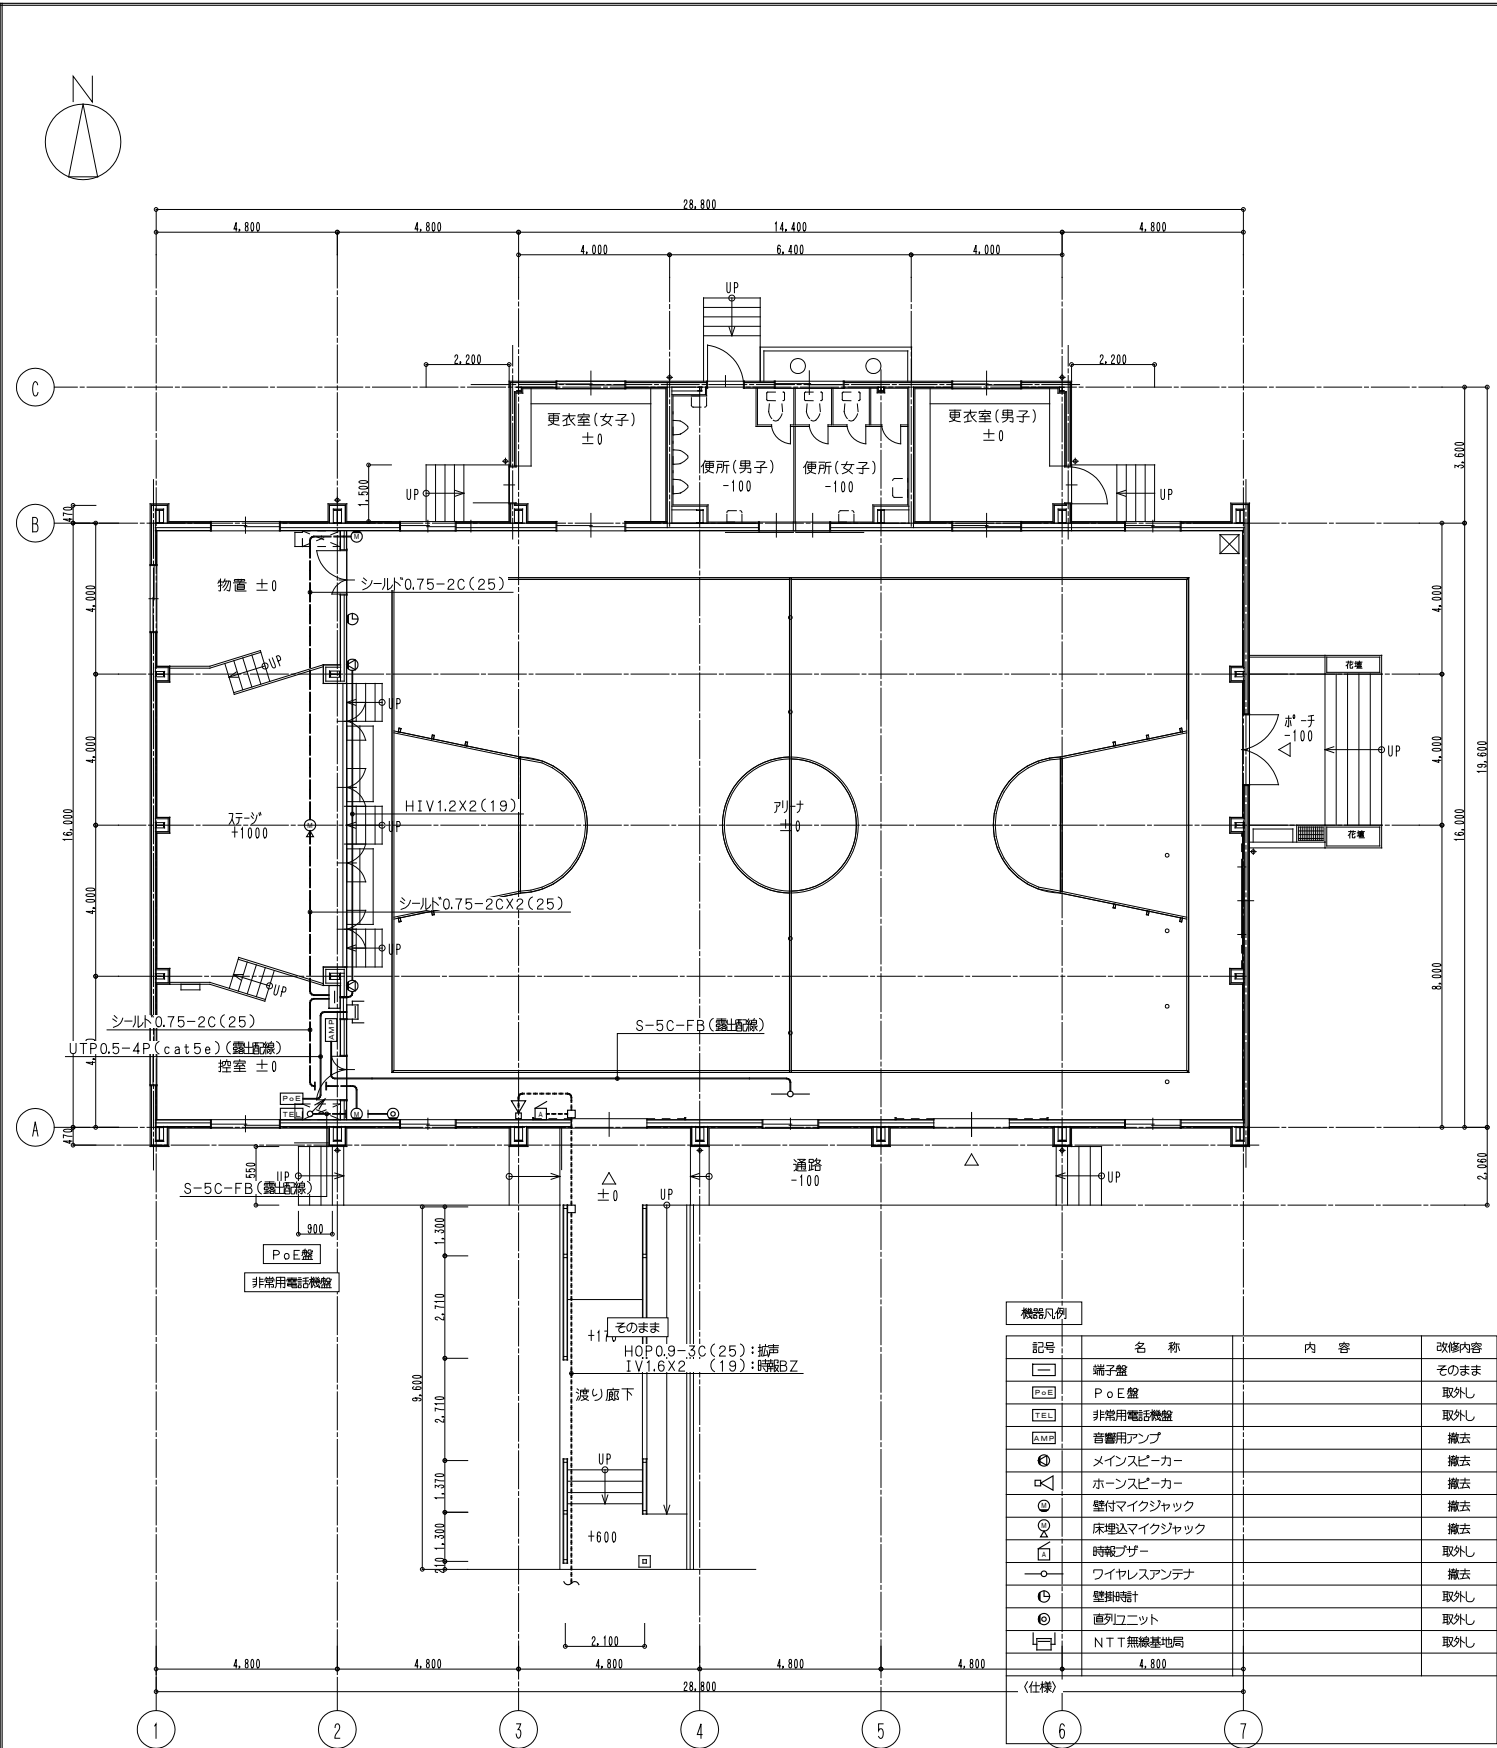 N
28,800
4,800
4,800
14,400
4,800
4,000
6,400
4,000
UP
2,200
2,200
C
更衣室(女子)
±0
更衣室(男子)
±0
便所(男子)
-100
便所(女子)
-100
3,600
1,500
UP
UP
470
B
物置 ±0
シールド0.75-2C(25)
4,000
4,000
UP
UP
花壇
ポーチ
-100
UP
4,000
4,000
19,600
HIV1.2X2(19)
ステージ
+1000
UP
アリーナ
±0
16,000
16,000
花壇
4,000
シールド0.75-2CX2(25)
UP
UP
8,000
シールド0.75-2C(25)
AMP
S-5C-FB(露出配線)
UTP0.5-4P(cat5e)(露出配線)
控室 ±0
PoE
TEL
M
M
M
A
A
470
550
UP
S-5C-FB(露出配線)
±0
UP
通路
-100
UP
2,060
900
PoE盤
非常用電話機盤
1,300
2,710
そのまま
HOP0.9-3C(25):拡声
IV1.6X2 (19):時報BZ
9,600
渡り廊下
2,710
UP
1,370
+600
1,300
210
2,100
4,800
4,800
4,800
4,800
4,800
4,800
28,800
1
2
3
4
5
6
7
機器凡例
記号 名 称 内 容 改修内容
端子盤 そのまま
PoE PoE盤 取外し
TEL 非常用電話機盤 取外し
AMP 音響用アンプ 撤去
メインスピーカー 撤去
ホーンスピーカー 撤去
M 壁付マイクジャック 撤去
M 床埋込マイクジャック 撤去
A 時報ブザー 取外し
ワイヤレスアンテナ 撤去
壁掛時計 取外し
直列ユニット 取外し
NTT無線基地局 取外し
〈仕様〉